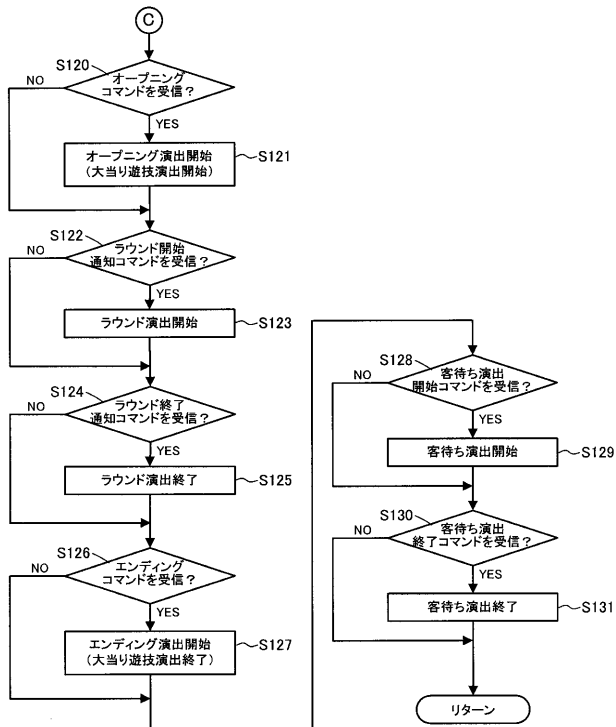 C
S120
オープニング
コマンドを受信？
NO
YES
オープニング演出開始
(大当り遊技演出開始)
S121
S122
ラウンド開始
通知コマンドを受信？
NO
YES
ラウンド演出開始
S123
S124
ラウンド終了
通知コマンドを受信？
NO
YES
ラウンド演出終了
S125
S126
エンディング
コマンドを受信？
NO
YES
エンディング演出開始
(大当り遊技演出終了)
S127
S128
客待ち演出
開始コマンドを受信？
NO
YES
客待ち演出開始
S129
S130
客待ち演出
終了コマンドを受信？
NO
YES
客待ち演出終了
S131
リターン